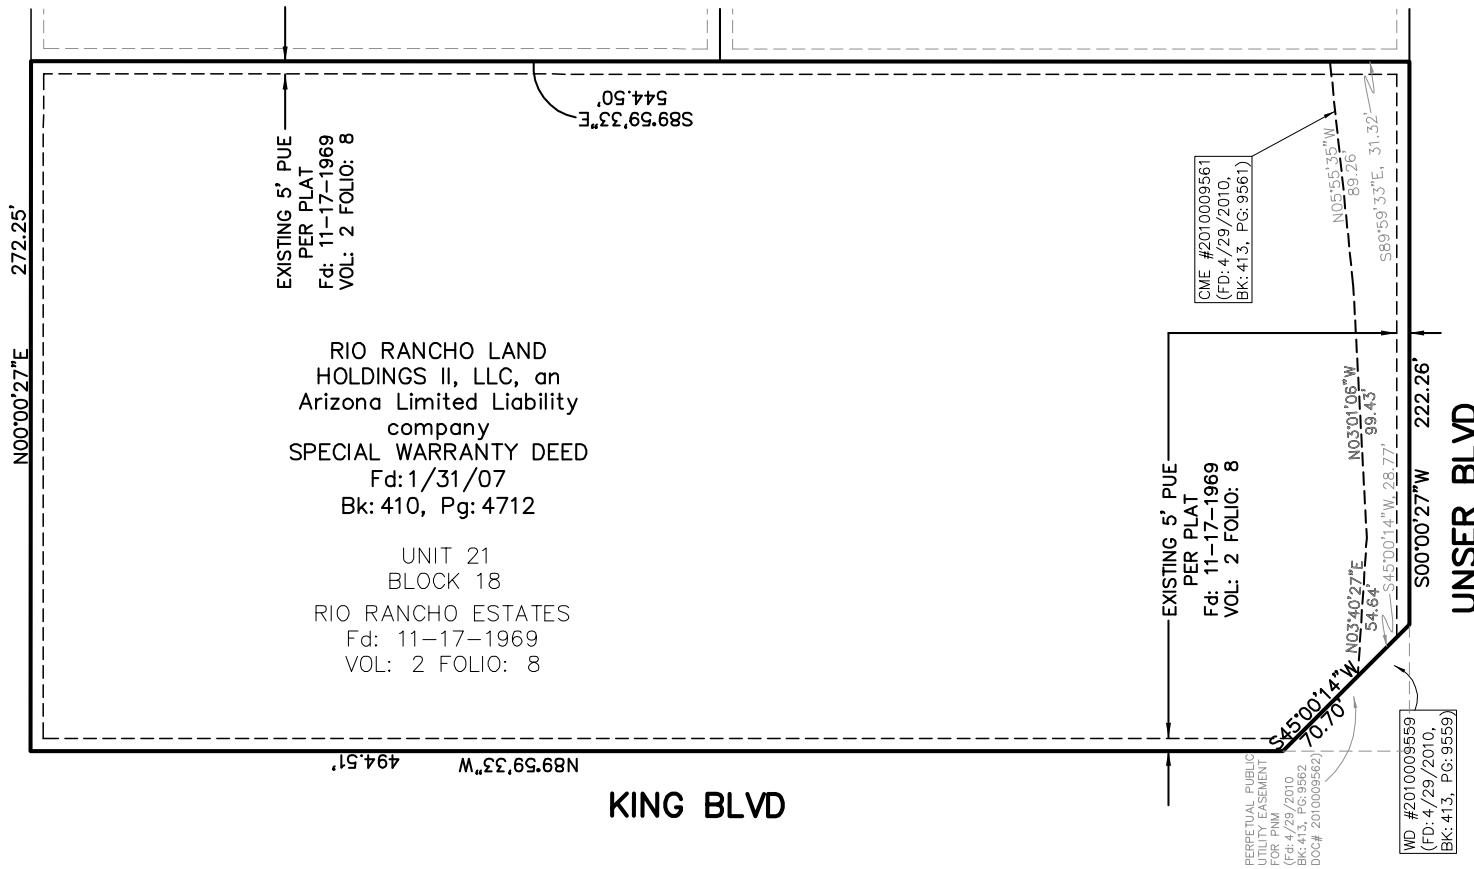 S89°59'33"E
544.50'
EXISTING 5' PUE
PER PLAT
Fd: 11-17-1969
VOL: 2 FOLIO: 8
N00°00'27"E 272.25'
RIO RANCHO LAND
HOLDINGS II, LLC, an
Arizona Limited Liability
company
SPECIAL WARRANTY DEED
Fd: 1/31/07
Bk: 410, Pg: 4712
UNIT 21
BLOCK 18
RIO RANCHO ESTATES
Fd: 11-17-1969
VOL: 2 FOLIO: 8
CME #2010009561
(FD: 4/29/2010,
BK: 413, PG: 9561)
N05°55'35"W
89.26'
S89°59'33"E, 31.32'
EXISTING 5' PUE
PER PLAT
Fd: 11-17-1969
VOL: 2 FOLIO: 8
N03°01'06"W
99.43'
N03°40'27"E
54.64'
S45°00'14"W, 28.77'
S00°00'27"W 222.26'
UNSER BLVD
S45°00'14"W
70.70'
N89°59'33"W 494.51'
KING BLVD
PERPETUAL PUBLIC
UTILITY EASEMENT
FOR PNM
(Fd: 4/29/2010
BK: 413, PG: 9562
DOC# 2010009562)
WD #2010009559
(FD: 4/29/2010,
BK: 413, PG: 9559)